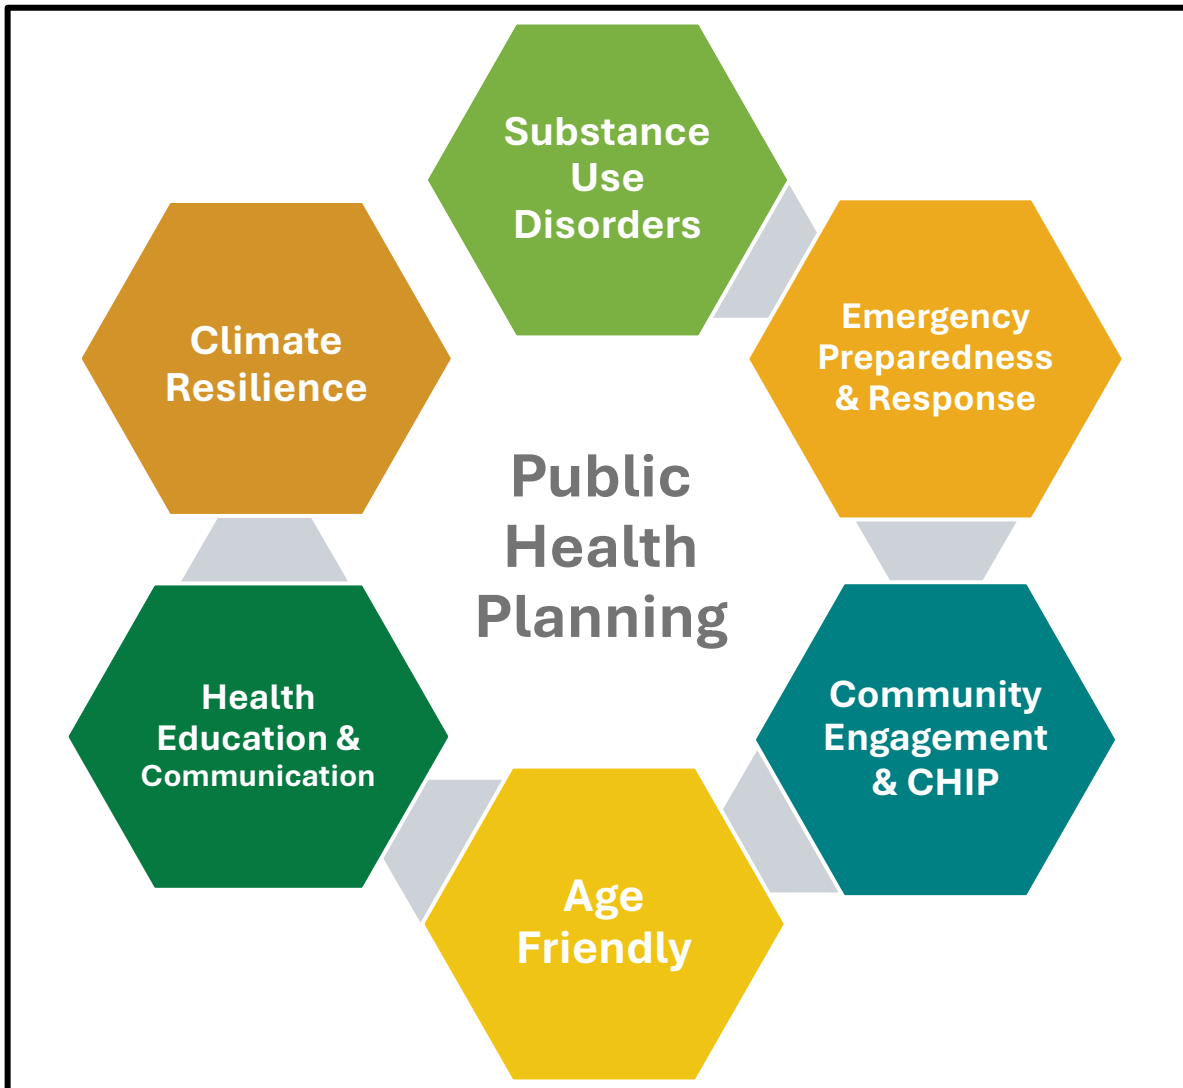 Substance
Use
Disorders
Emergency
Preparedness
& Response
Climate
Resilience
Public
Health
Planning
Community
Engagement
& CHIP
Health
Education &
Communication
Age
Friendly